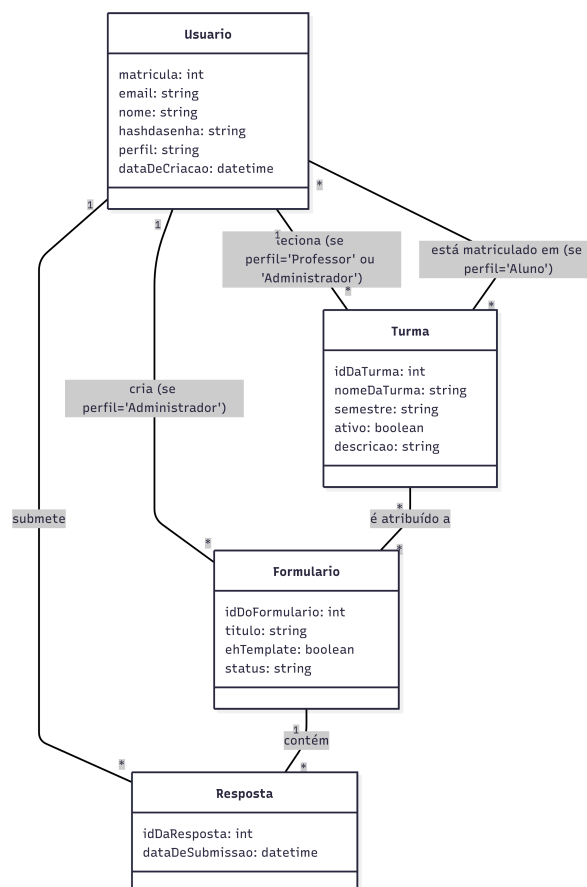 Usuario
matricula: int
email: string
nome: string
hashdasenha: string
perfil: string
dataDeCriacao: datetime
1
1
*
1
leciona (se
perfil='Professor' ou
'Administrador')
*
está matriculado em (se
perfil='Aluno')
*
Turma
idDaTurma: int
nomeDaTurma: string
semestre: string
ativo: boolean
descricao: string
cria (se
perfil='Administrador')
submete
*
é atribuído a
*
*
Formulario
idDoFormulario: int
titulo: string
ehTemplate: boolean
status: string
1
contém
*
*
Resposta
idDaResposta: int
dataDeSubmissao: datetime